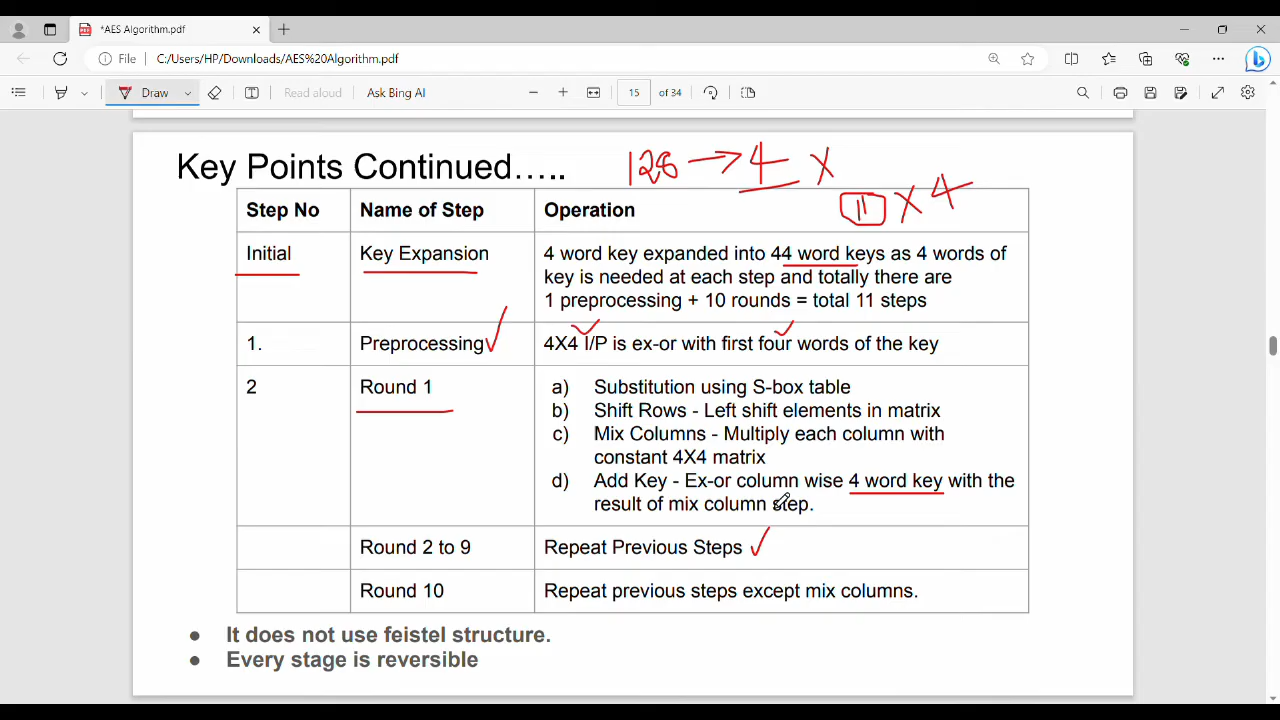 *AES Algorithm.pdf
File C:/Users/HP/Downloads/AES%20Algorithm.pdf
Draw Read aloud Ask Bing AI 15 of 34
Key Points Continued…..
128 → 4 X
11 X 4
Step No Name of Step Operation
Initial Key Expansion 4 word key expanded into 44 word keys as 4 words of
key is needed at each step and totally there are
1 preprocessing + 10 rounds = total 11 steps
1. Preprocessing 4X4 I/P is ex-or with first four words of the key
2 Round 1 a) Substitution using S-box table
b) Shift Rows - Left shift elements in matrix
c) Mix Columns - Multiply each column with
constant 4X4 matrix
d) Add Key - Ex-or column wise 4 word key with the
result of mix column step.
Round 2 to 9 Repeat Previous Steps
Round 10 Repeat previous steps except mix columns.
● It does not use feistel structure.
● Every stage is reversible